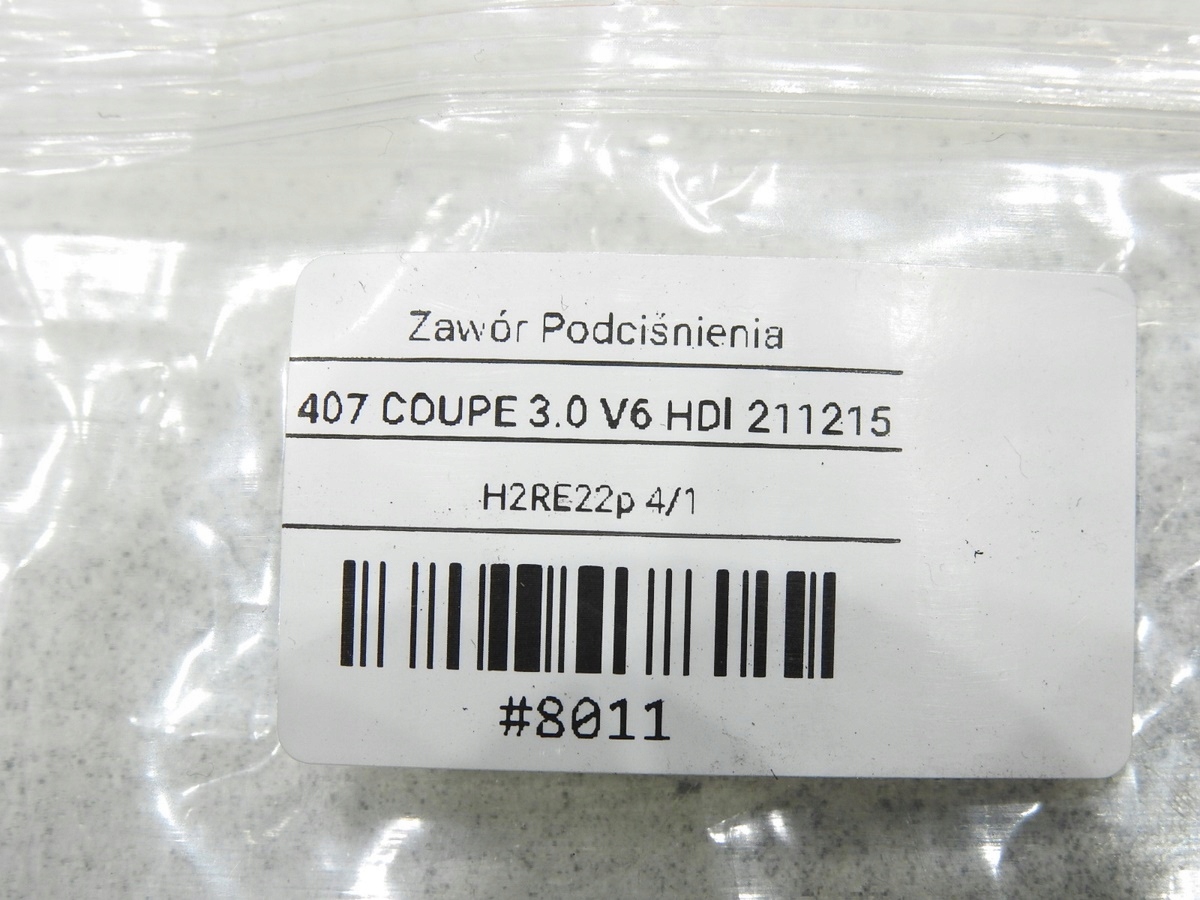 Zawór Podciśnienia
407 COUPE 3.0 V6 HDI 211215
H2RE22p 4/1
#8011